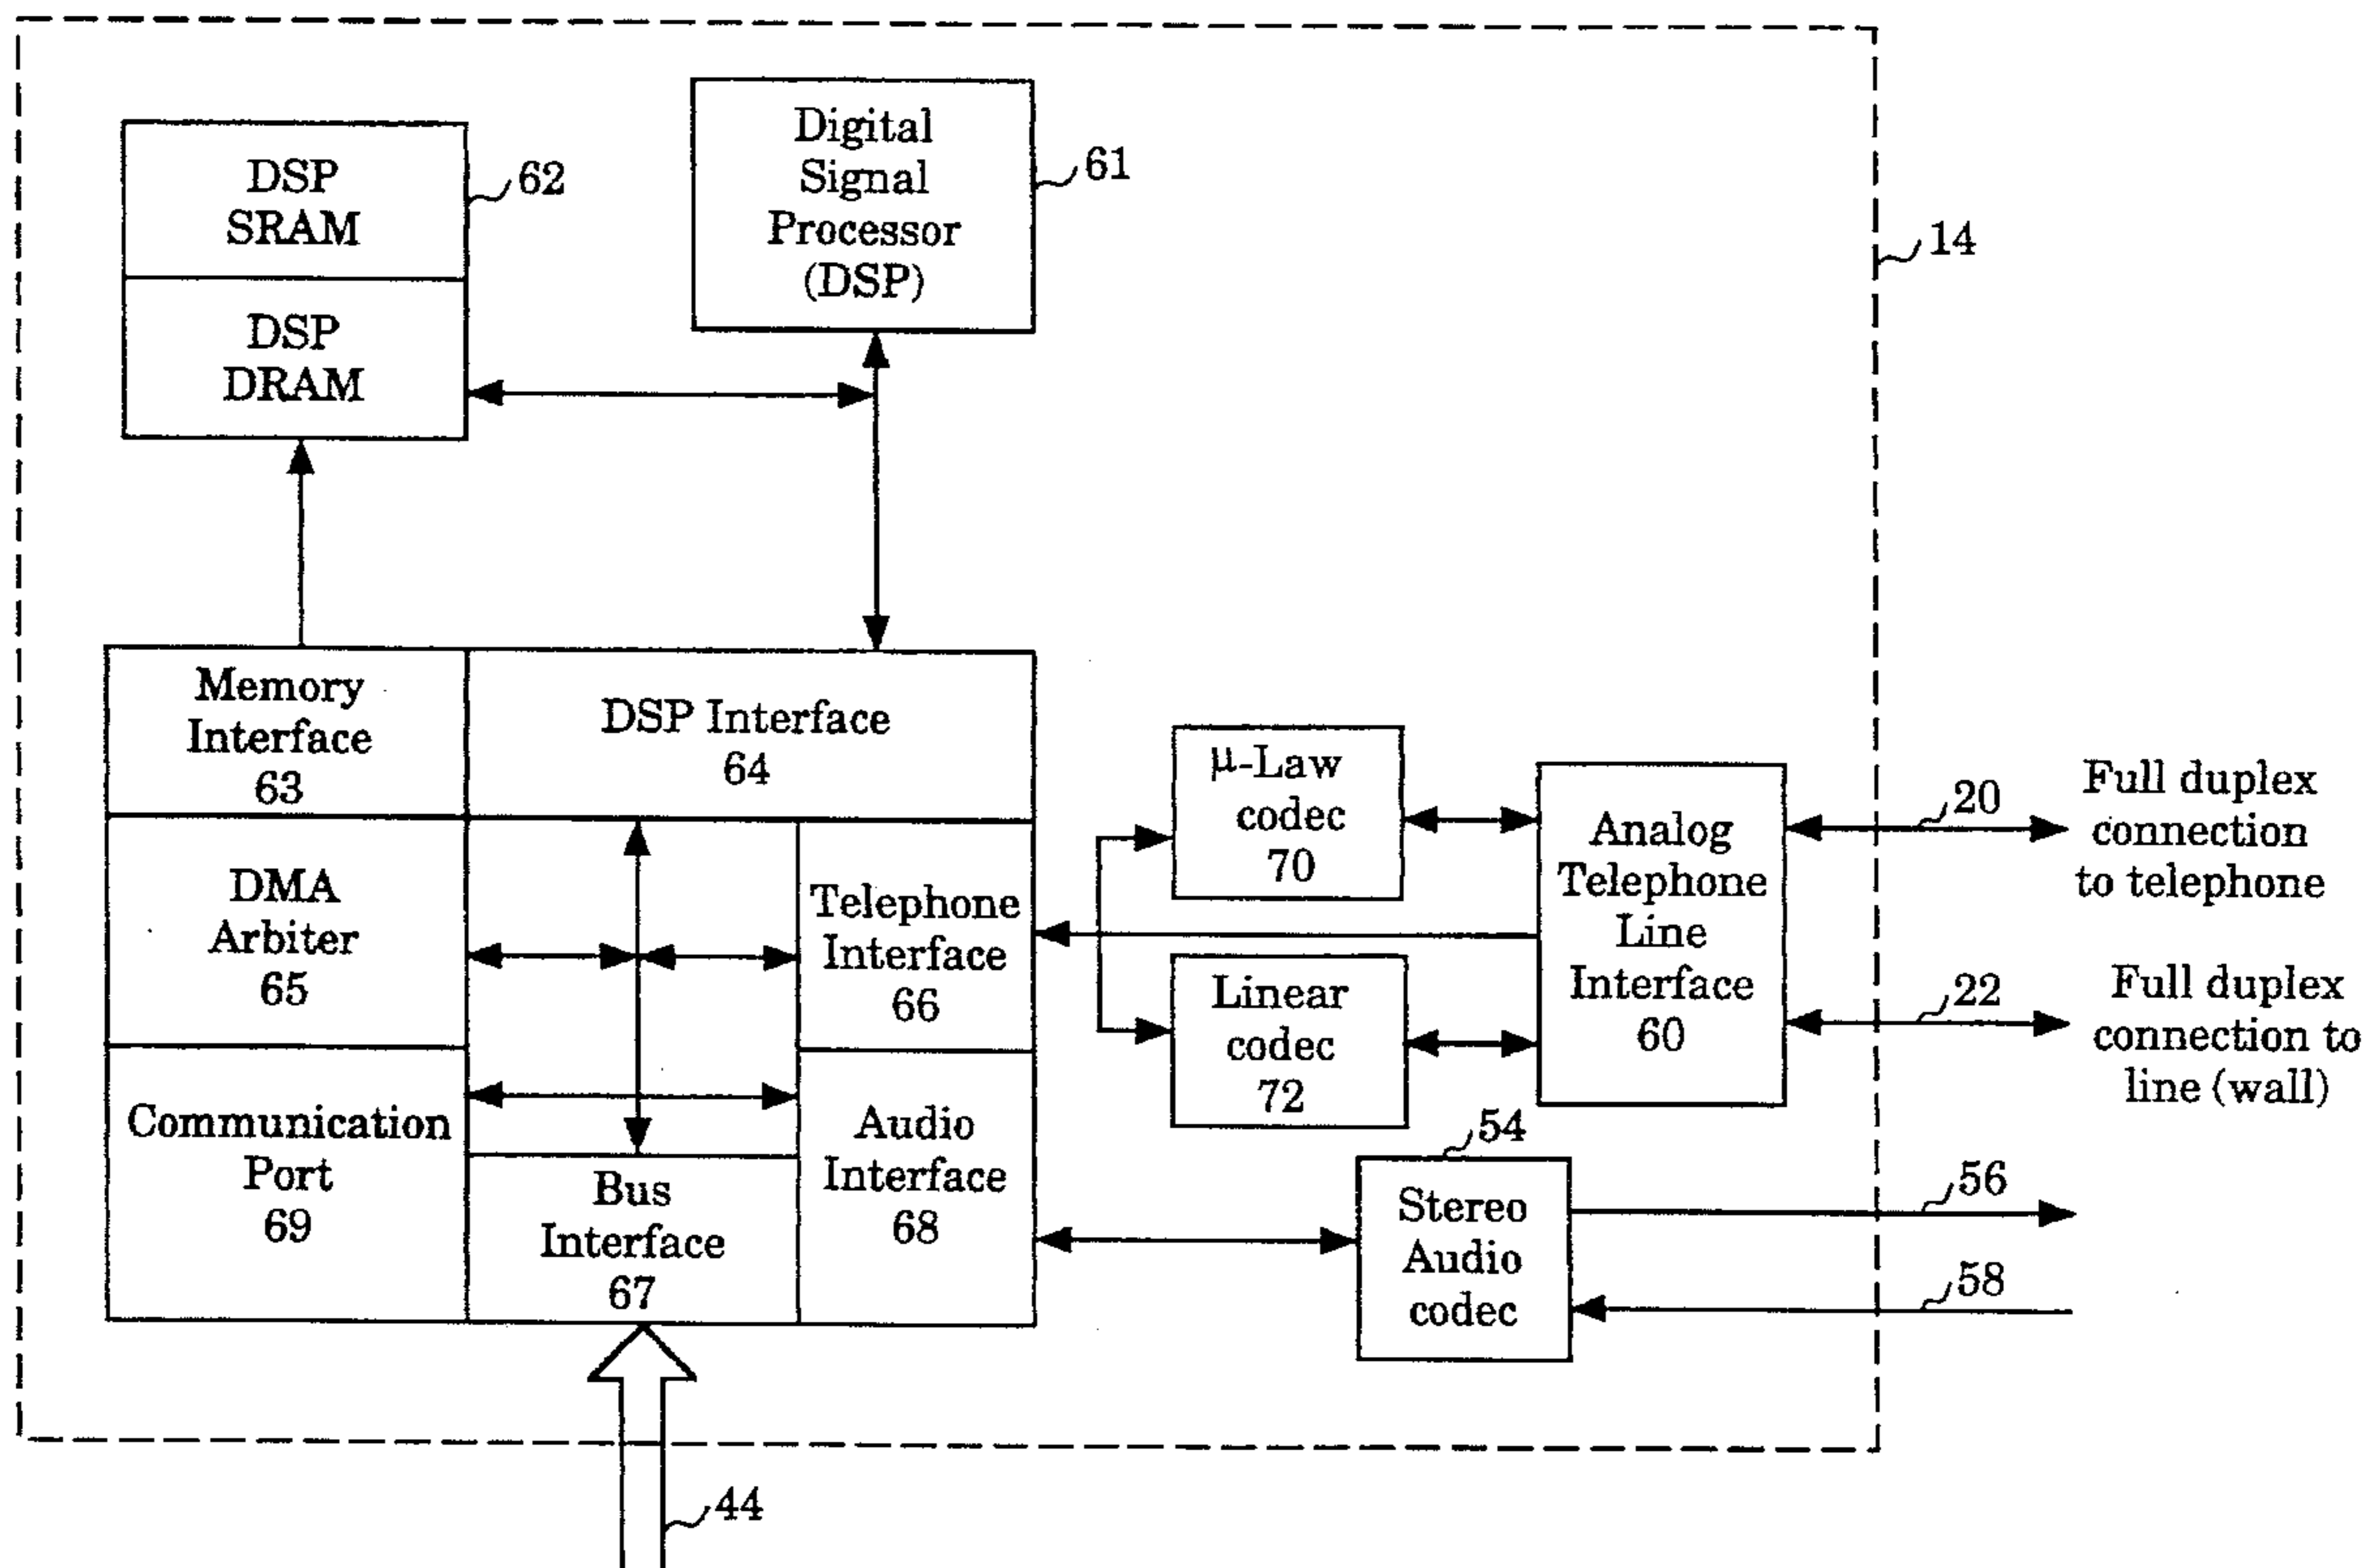 DSP
SRAM
DSP
DRAM
62
Digital
Signal
Processor
(DSP)
61
14
Memory
Interface
63
DSP Interface
64
DMA
Arbiter
65
Telephone
Interface
66
Communication
Port
69
Bus
Interface
67
Audio
Interface
68
μ-Law
codec
70
Linear
codec
72
Analog
Telephone
Line
Interface
60
20
Full duplex
connection
to telephone
22
Full duplex
connection to
line (wall)
54
Stereo
Audio
codec
56
58
44